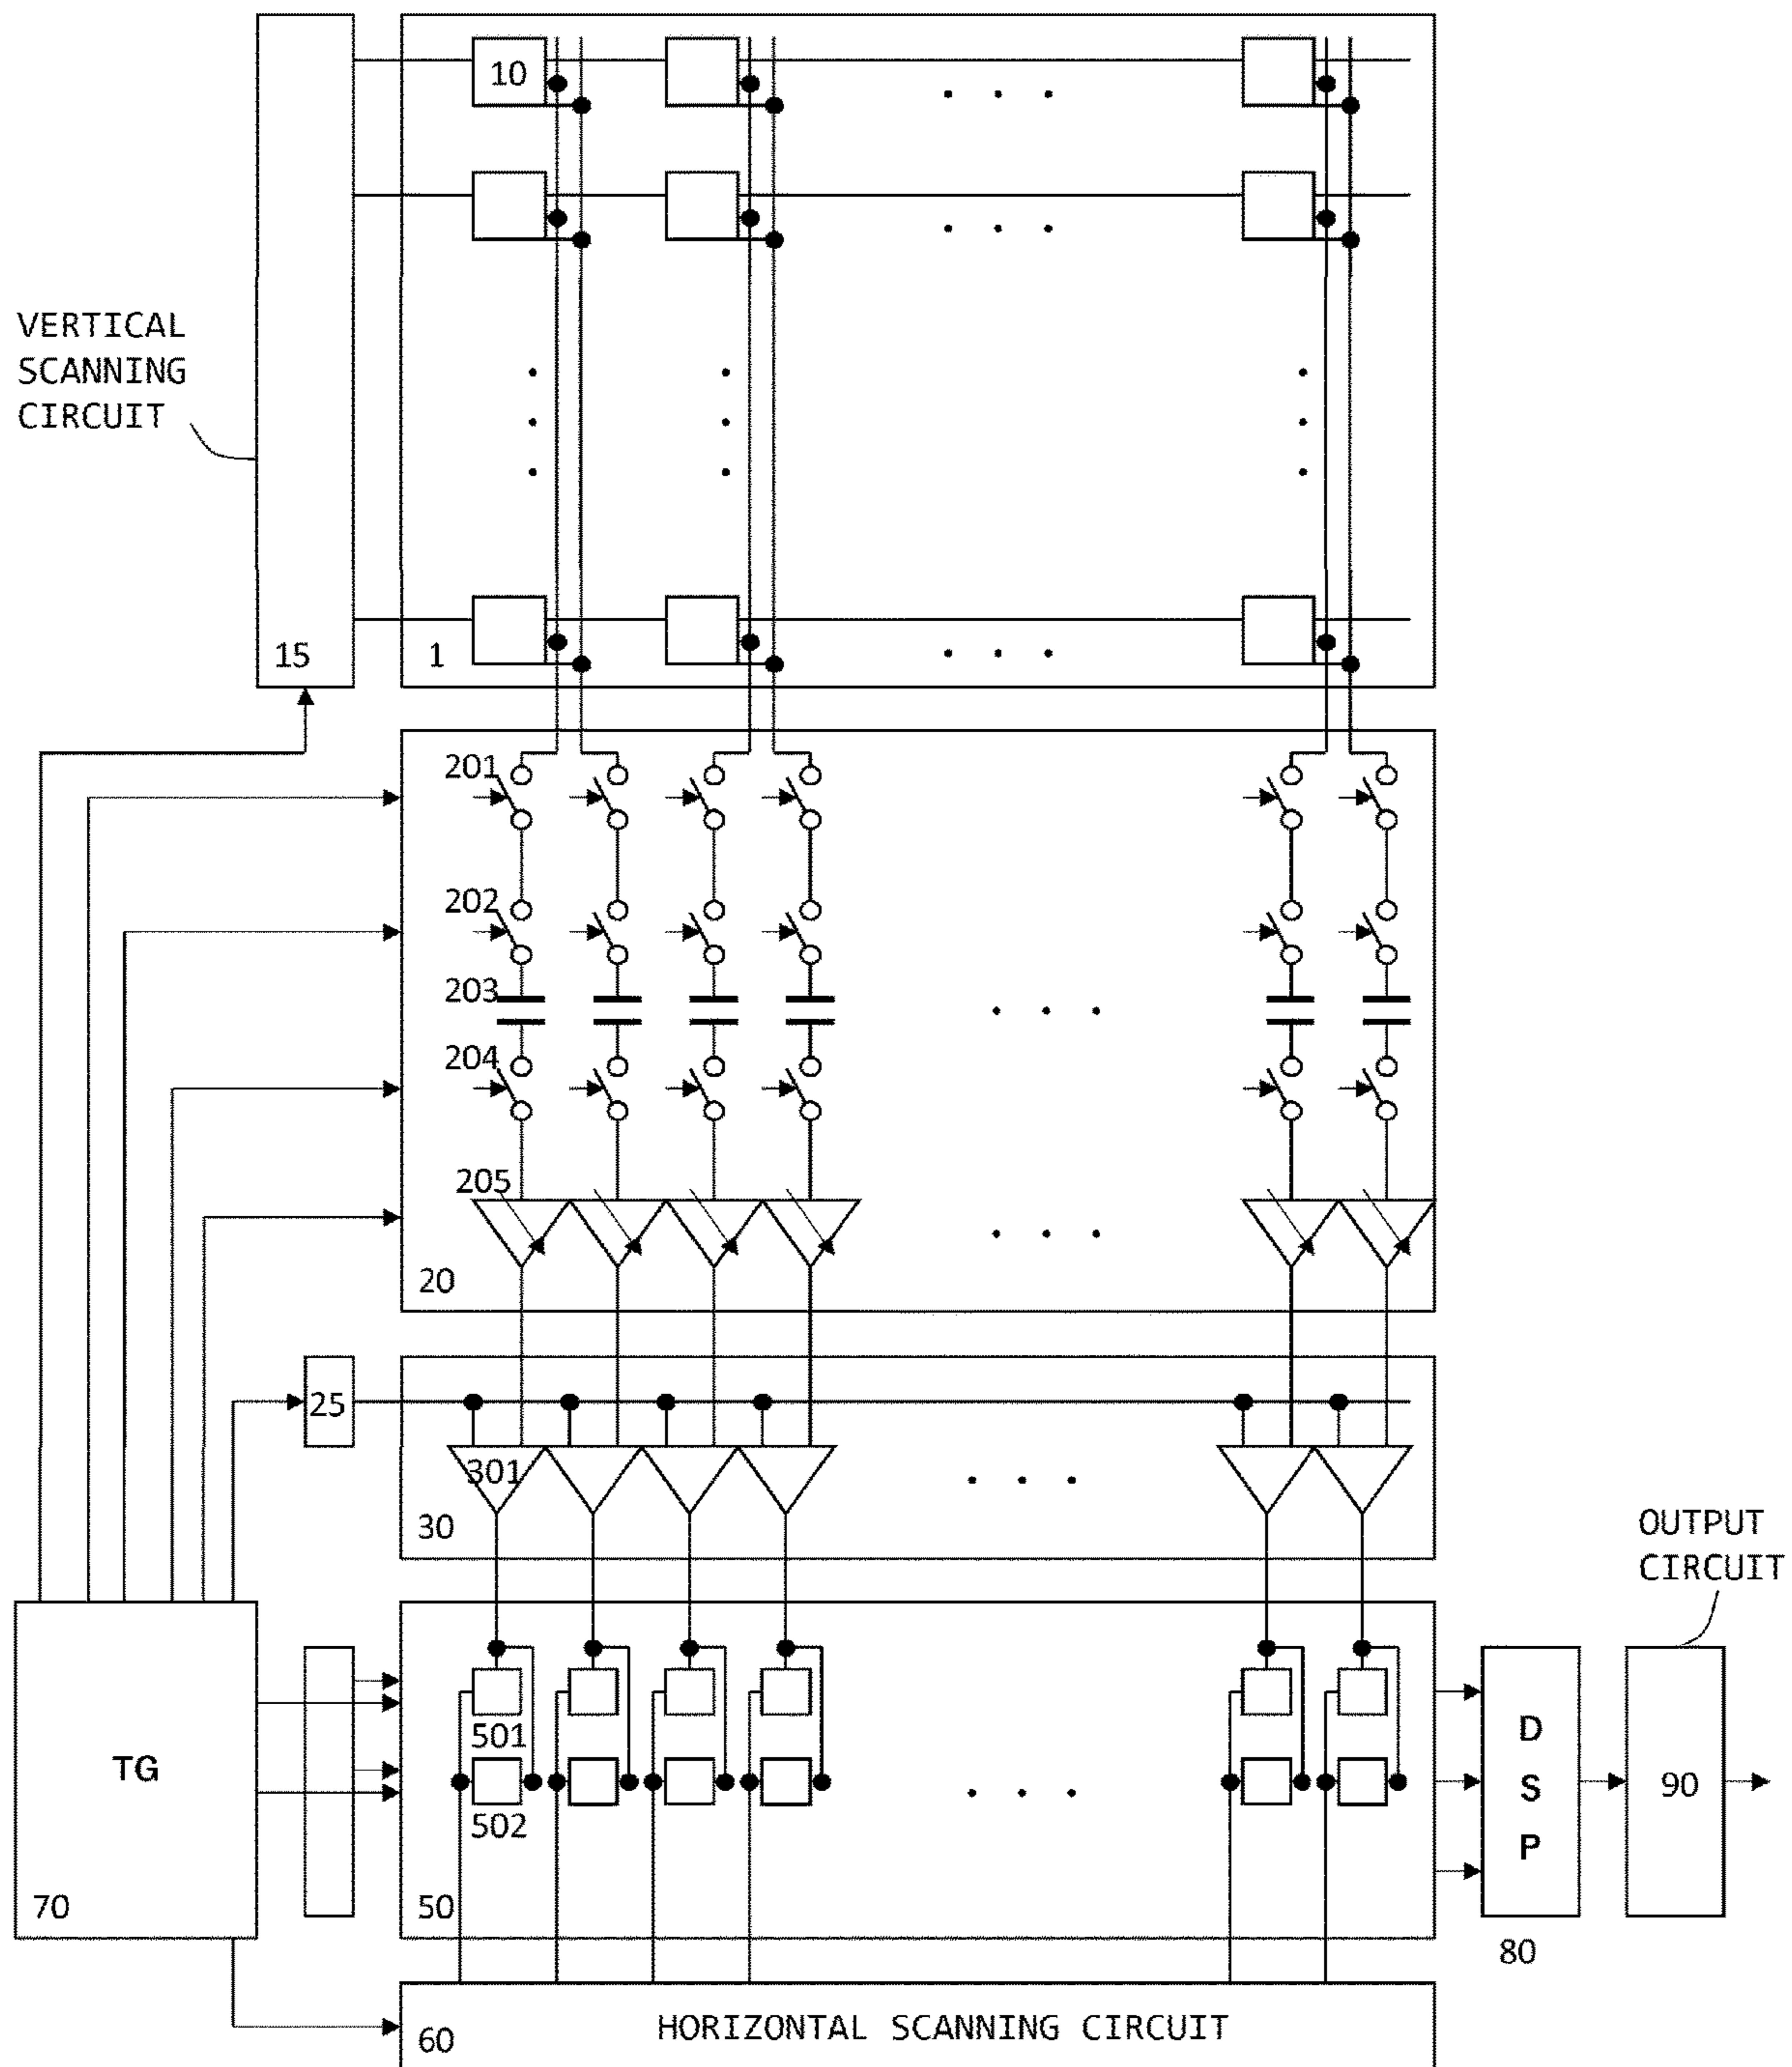 10
VERTICAL
SCANNING
CIRCUIT
15
1
201
202
203
204
205
20
25
301
30
OUTPUT
CIRCUIT
501
TG
D
S
P
90
502
70
50
80
60
HORIZONTAL SCANNING CIRCUIT